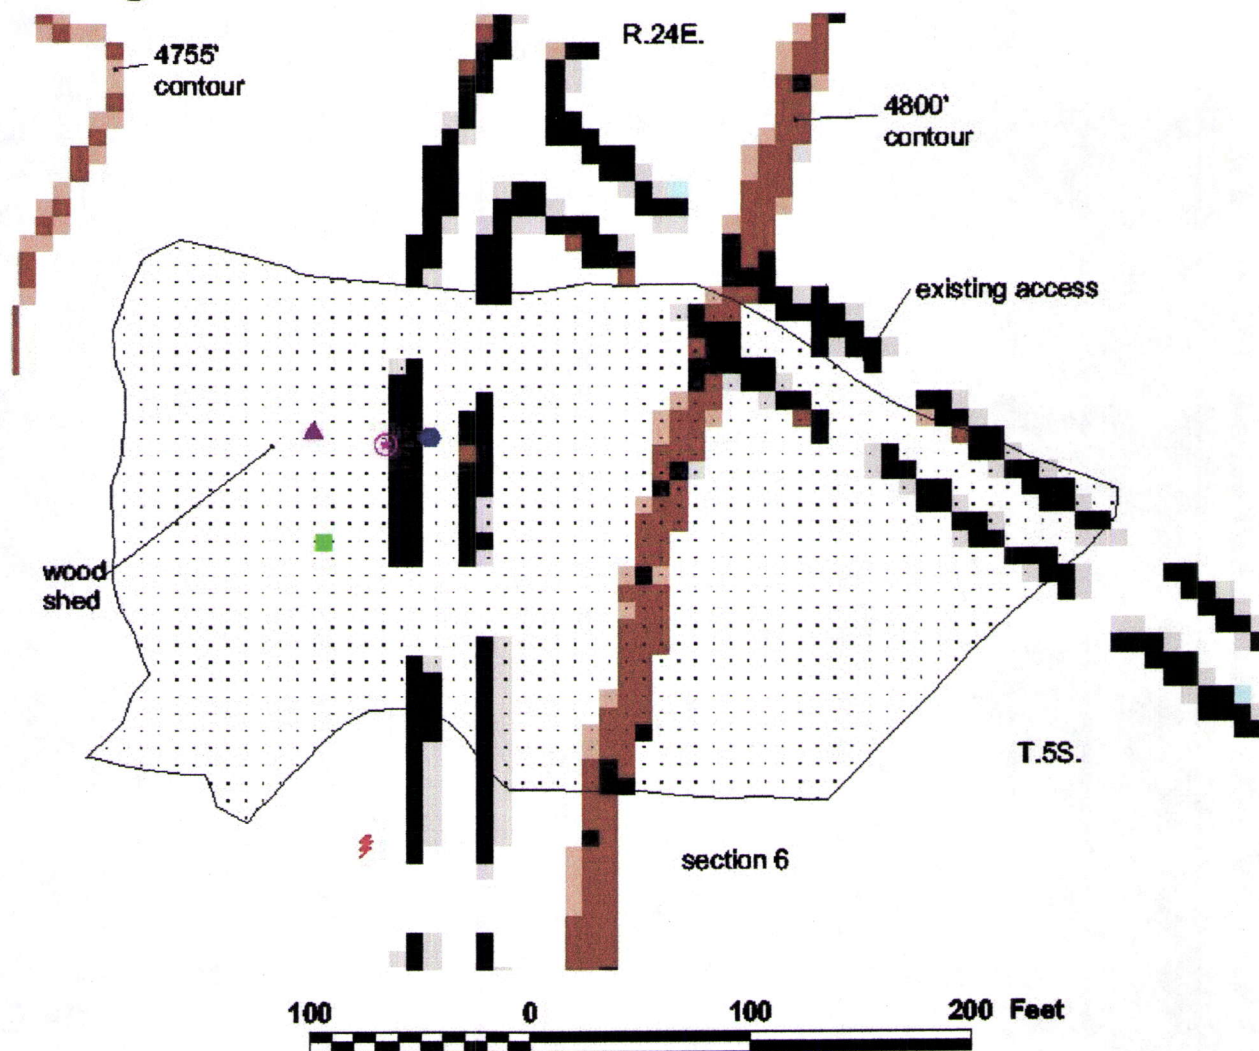 R.24E.
4755'
contour
4800'
contour
existing access
wood
shed
T.5S.
section 6
100 0 100 200 Feet